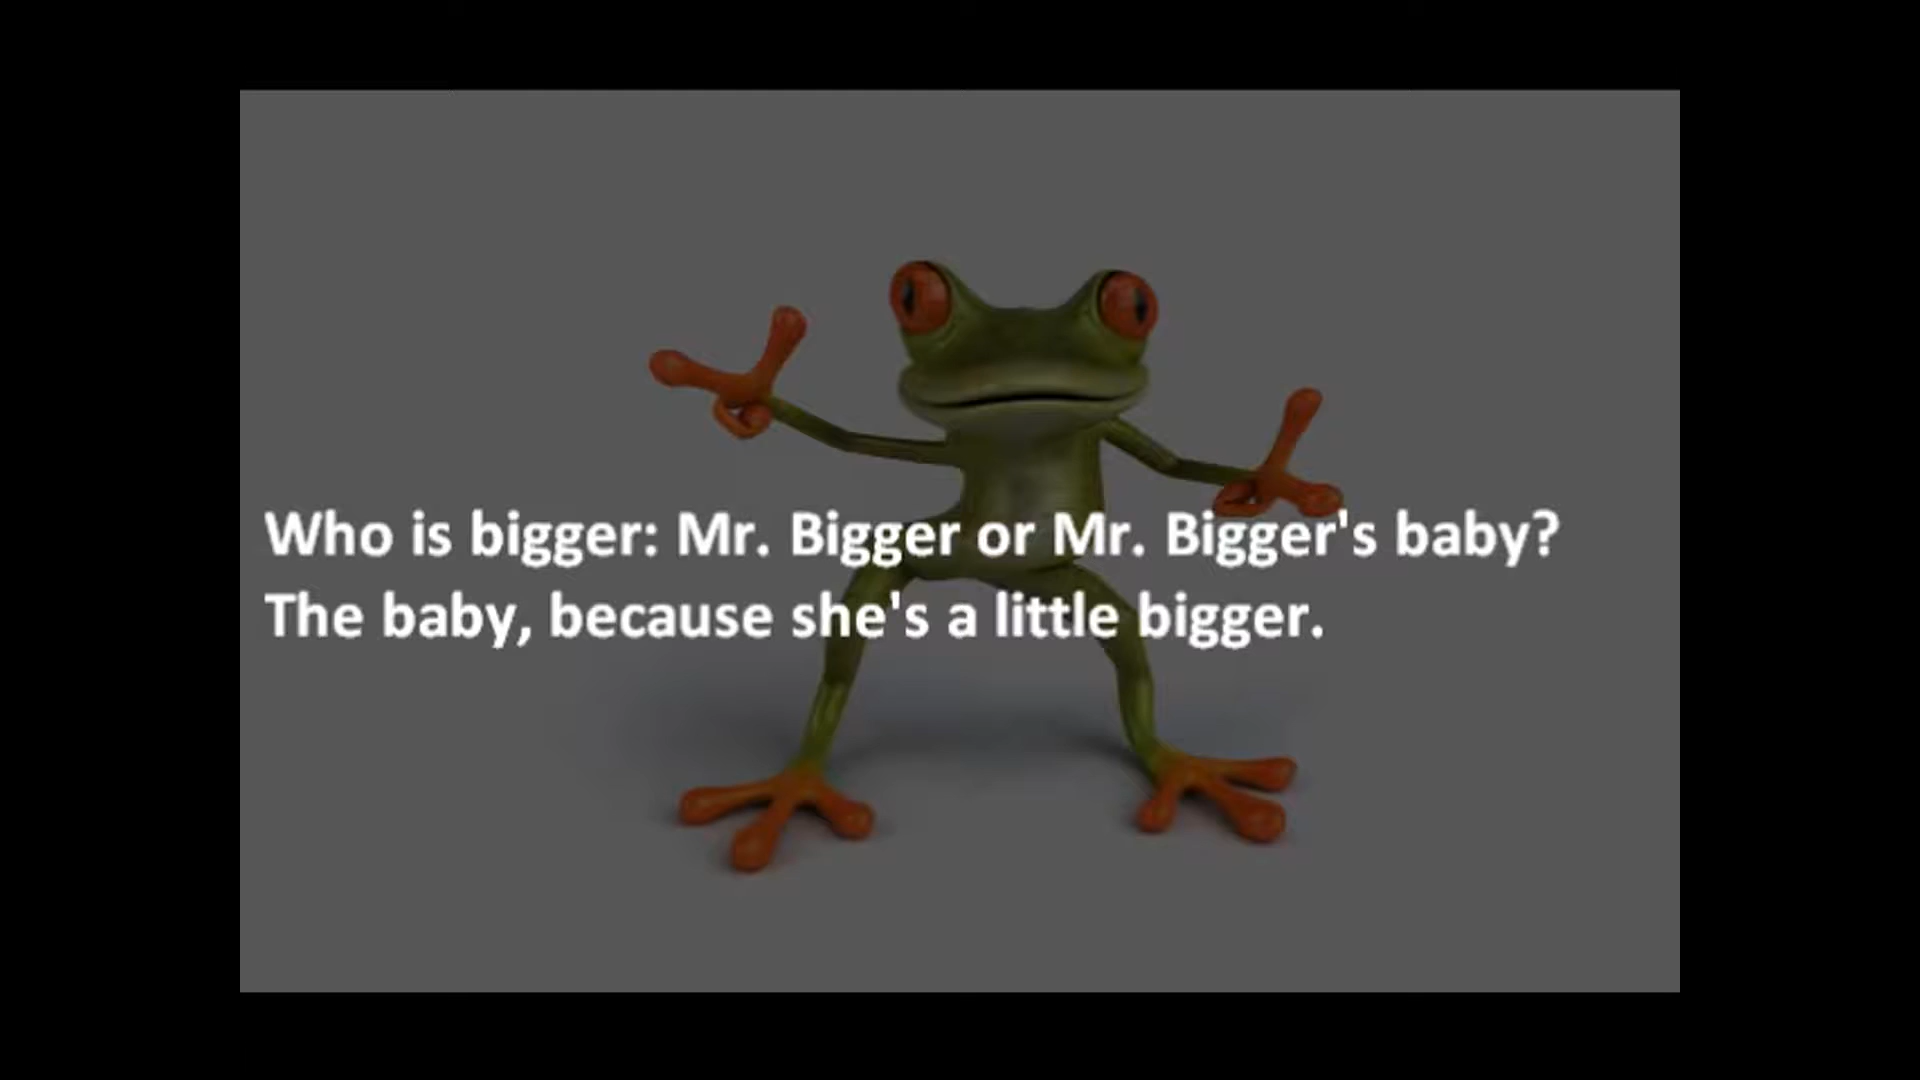 Who is bigger: Mr. Bigger or Mr. Bigger's baby?
The baby, because she's a little bigger.